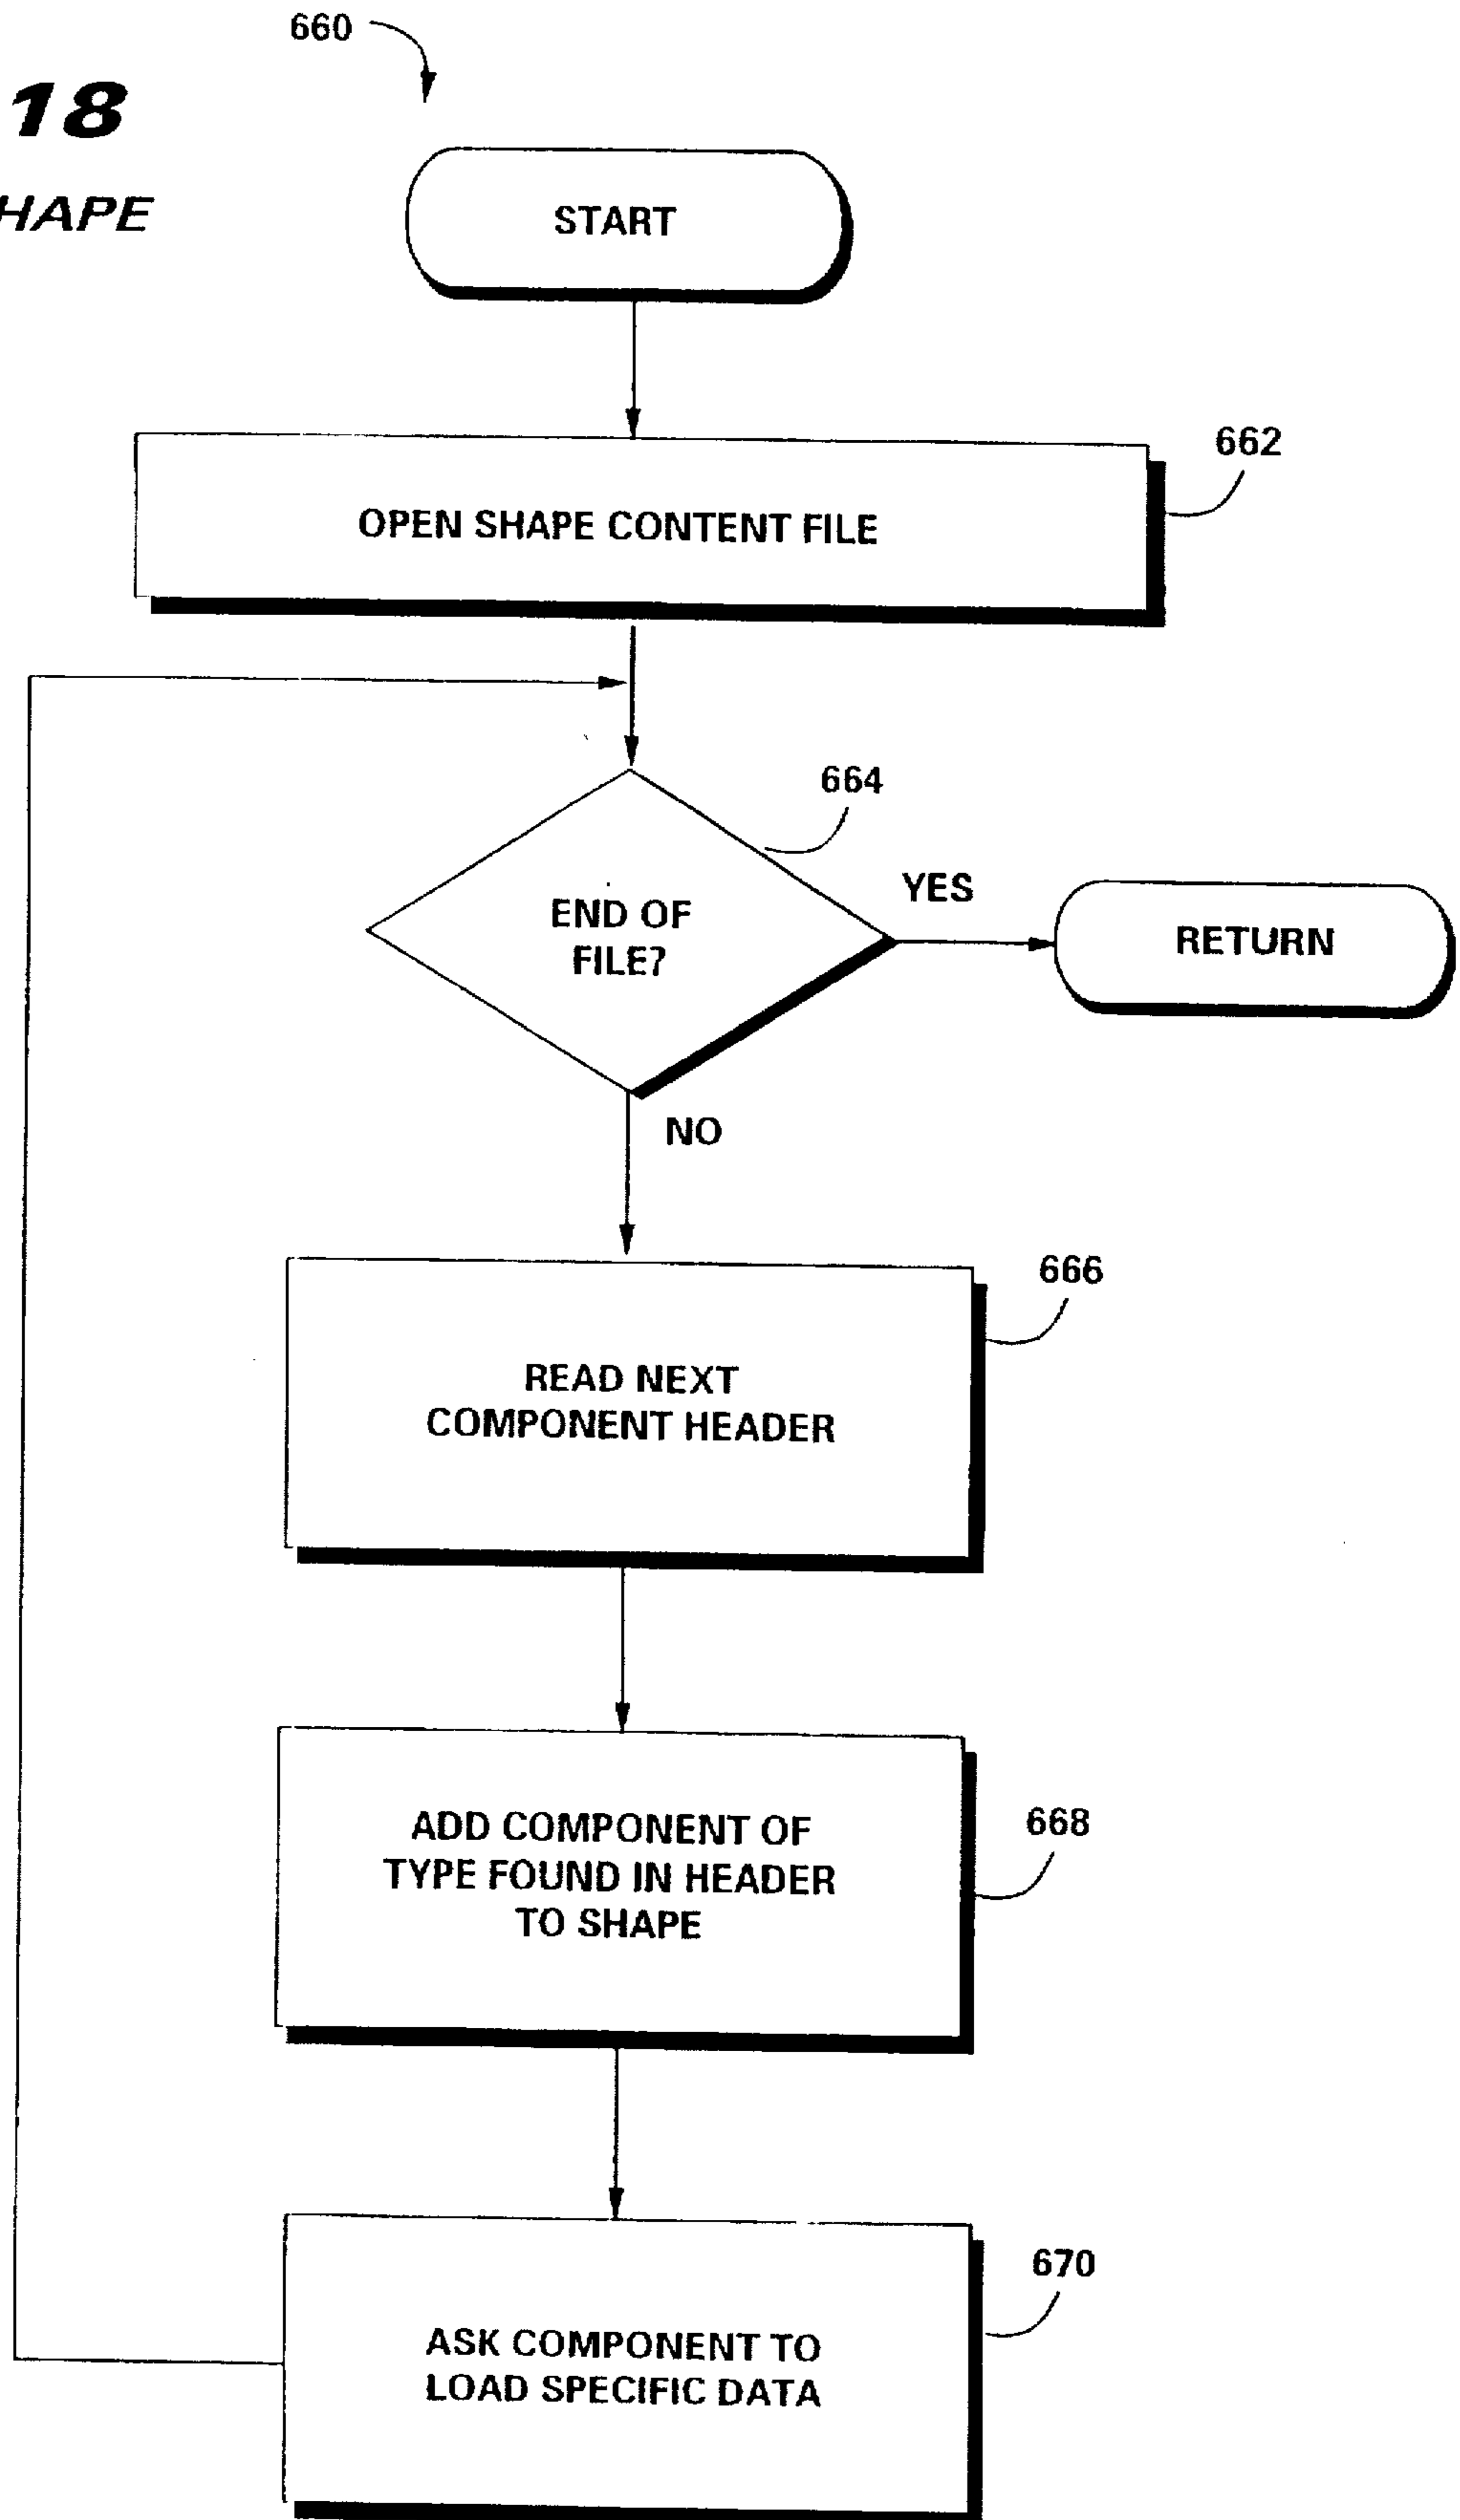 660
18
HAPE
START
662
OPEN SHAPE CONTENT FILE
664
YES
END OF
FILE?
RETURN
NO
666
READ NEXT
COMPONENT HEADER
668
ADD COMPONENT OF
TYPE FOUND IN HEADER
TO SHAPE
670
ASK COMPONENT TO
LOAD SPECIFIC DATA